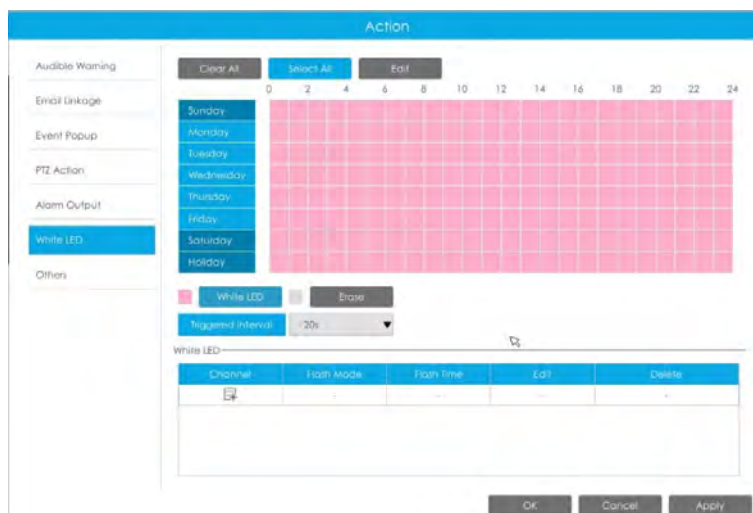 Action
Audible Warning
Email Linkage
Event Popup
PTZ Action
Alarm Output
White LED
Others
Clear All Select All Edit
0 2 4 6 8 10 12 14 16 18 20 22 24
Sunday
Monday
Tuesday
Wednesday
Thursday
Friday
Saturday
Holiday
White LED Erase
Triggered Interval 20s
White LED
Channel Flash Mode Flash Time Edit Delete
- - - -
OK Cancel Apply